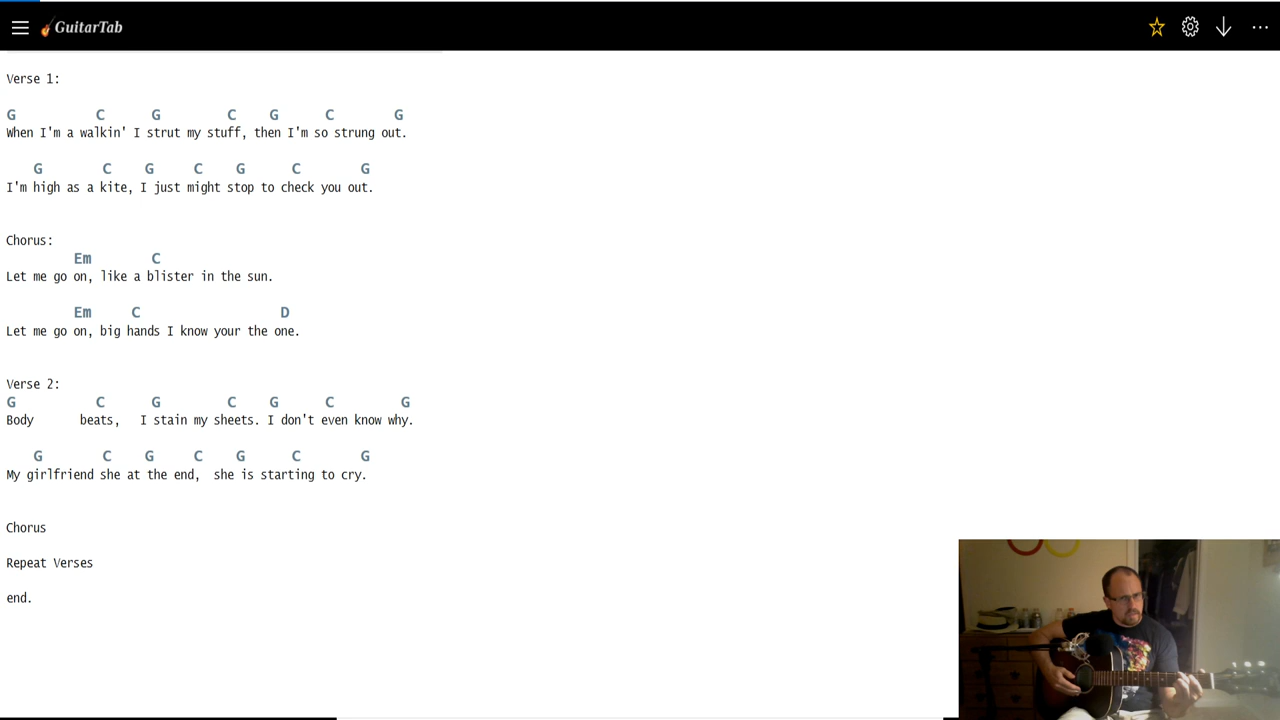 GuitarTab
Verse 1:
G C G C G C G
When I'm a walkin' I strut my stuff, then I'm so strung out.
G C G C G C G
I'm high as a kite, I just might stop to check you out.
Chorus:
Em C
Let me go on, like a blister in the sun.
Em C D
Let me go on, big hands I know your the one.
Verse 2:
G C G C G C G
Body beats, I stain my sheets. I don't even know why.
G C G C G C G
My girlfriend she at the end, she is starting to cry.
Chorus
Repeat Verses
end.